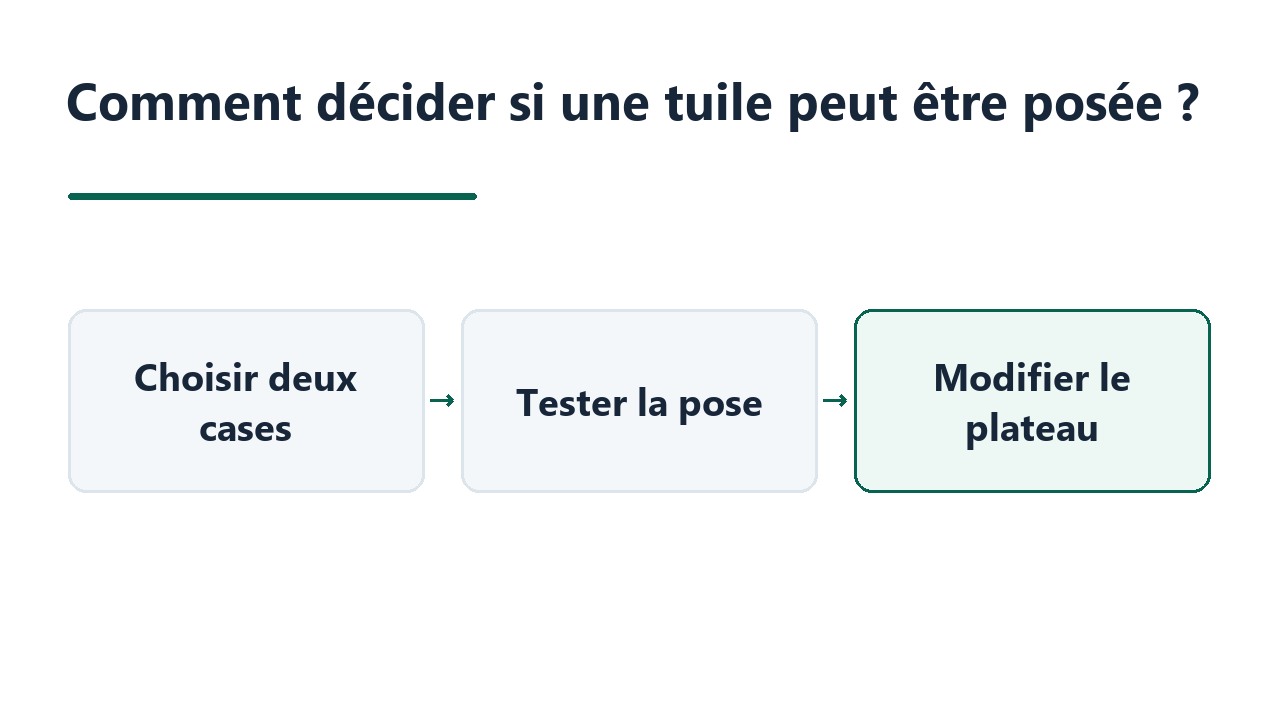 Comment décider si une tuile peut être posée ?
Choisir deux
cases
→
Tester la pose
→
Modifier le
plateau